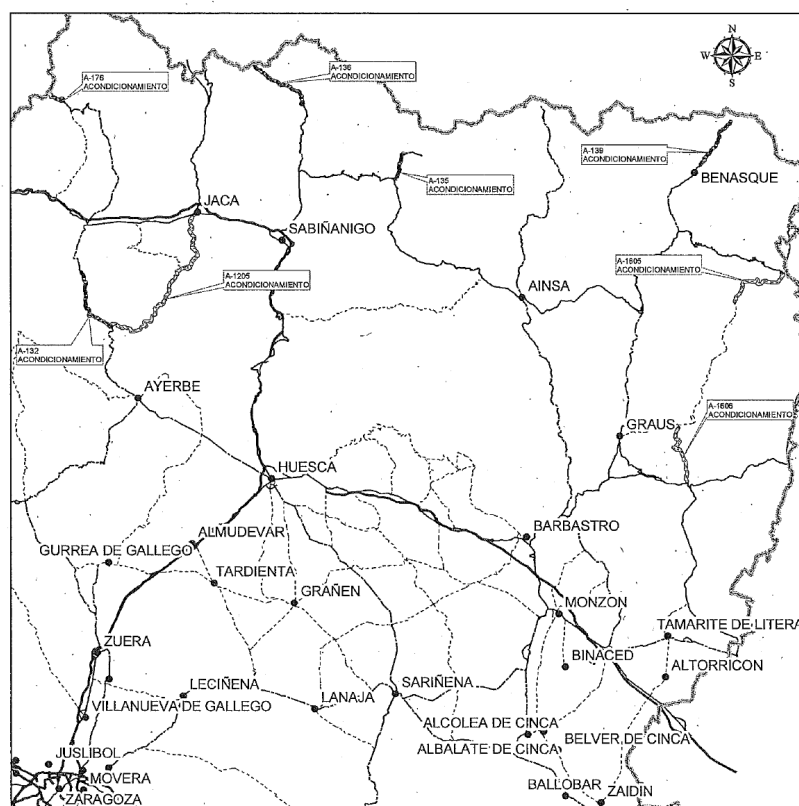 N
W E
S
A-176
ACONDICIONAMIENTO
A-136
ACONDICIONAMIENTO
A-139
ACONDICIONAMIENTO
A-135
ACONDICIONAMIENTO
BENASQUE
JACA
SABIÑANIGO
A-1605
ACONDICIONAMIENTO
A-1205
ACONDICIONAMIENTO
AINSA
A-132
ACONDICIONAMIENTO
AYERBE
A-1606
ACONDICIONAMIENTO
GRAUS
HUESCA
BARBASTRO
ALMUDEVAR
GURREA DE GALLEGO
TARDIENTA
GRAÑEN
MONZON
TAMARITE DE LITERA
ZUERA
BINACED
ALTORRICON
LECIÑENA
SARIÑENA
VILLANUEVA DE GALLEGO
LANAJA
ALCOLEA DE CINCA
BELVER DE CINCA
ALBALATE DE CINCA
JUSLIBOL
MOVERA
BALLOBAR
ZAIDIN
ZARAGOZA